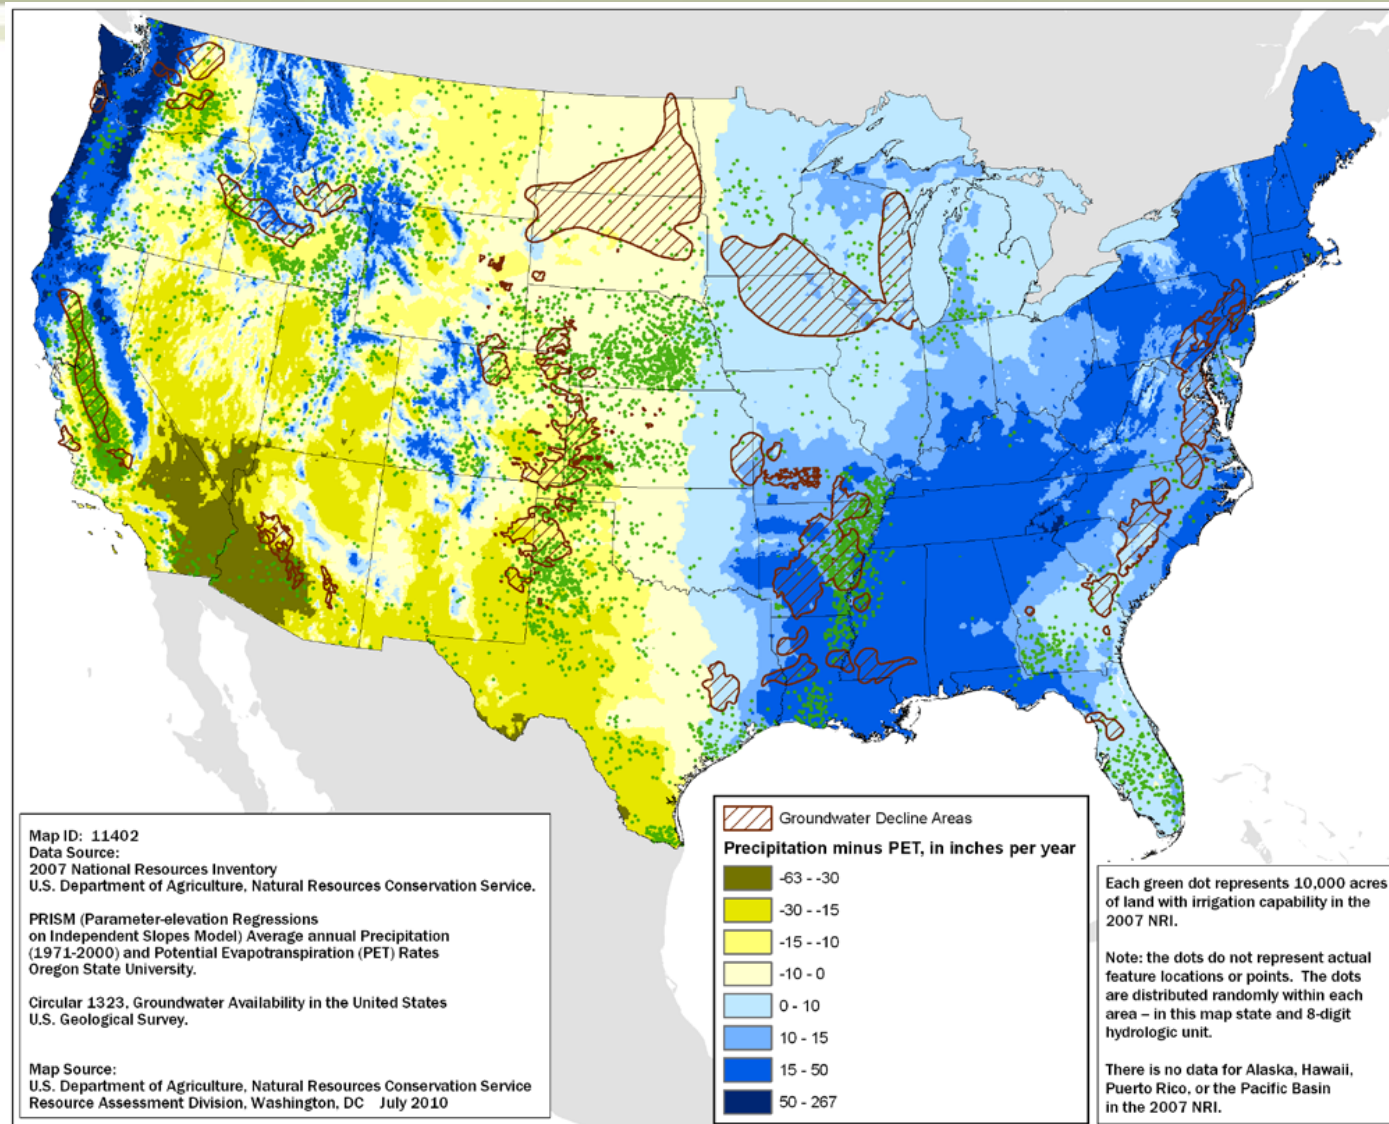 Map ID:  11402
Data Source:
2007 National Resources Inventory
U.S. Department of Agriculture, Natural Resources Conservation Service.
PRISM (Parameter-elevation Regressions
on Independent Slopes Model) Average annual Precipitation
(1971-2000) and Potential Evapotranspiration (PET) Rates
Oregon State University.
Circular 1323, Groundwater Availability in the United States
U.S. Geological Survey.
Map Source:
U.S. Department of Agriculture, Natural Resources Conservation Service
Resource Assessment Division, Washington, DC   July 2010
Groundwater Decline Areas
Precipitation minus PET, in inches per year
-63 - -30
-30 - -15
-15 - -10
-10 - 0
0 - 10
10 - 15
15 - 50
50 - 267
Each green dot represents 10,000 acres
of land with irrigation capability in the
2007 NRI.
Note: the dots do not represent actual
feature locations or points.  The dots
are distributed randomly within each
area – in this map state and 8-digit
hydrologic unit.
There is no data for Alaska, Hawaii,
Puerto Rico, or the Pacific Basin
in the 2007 NRI.